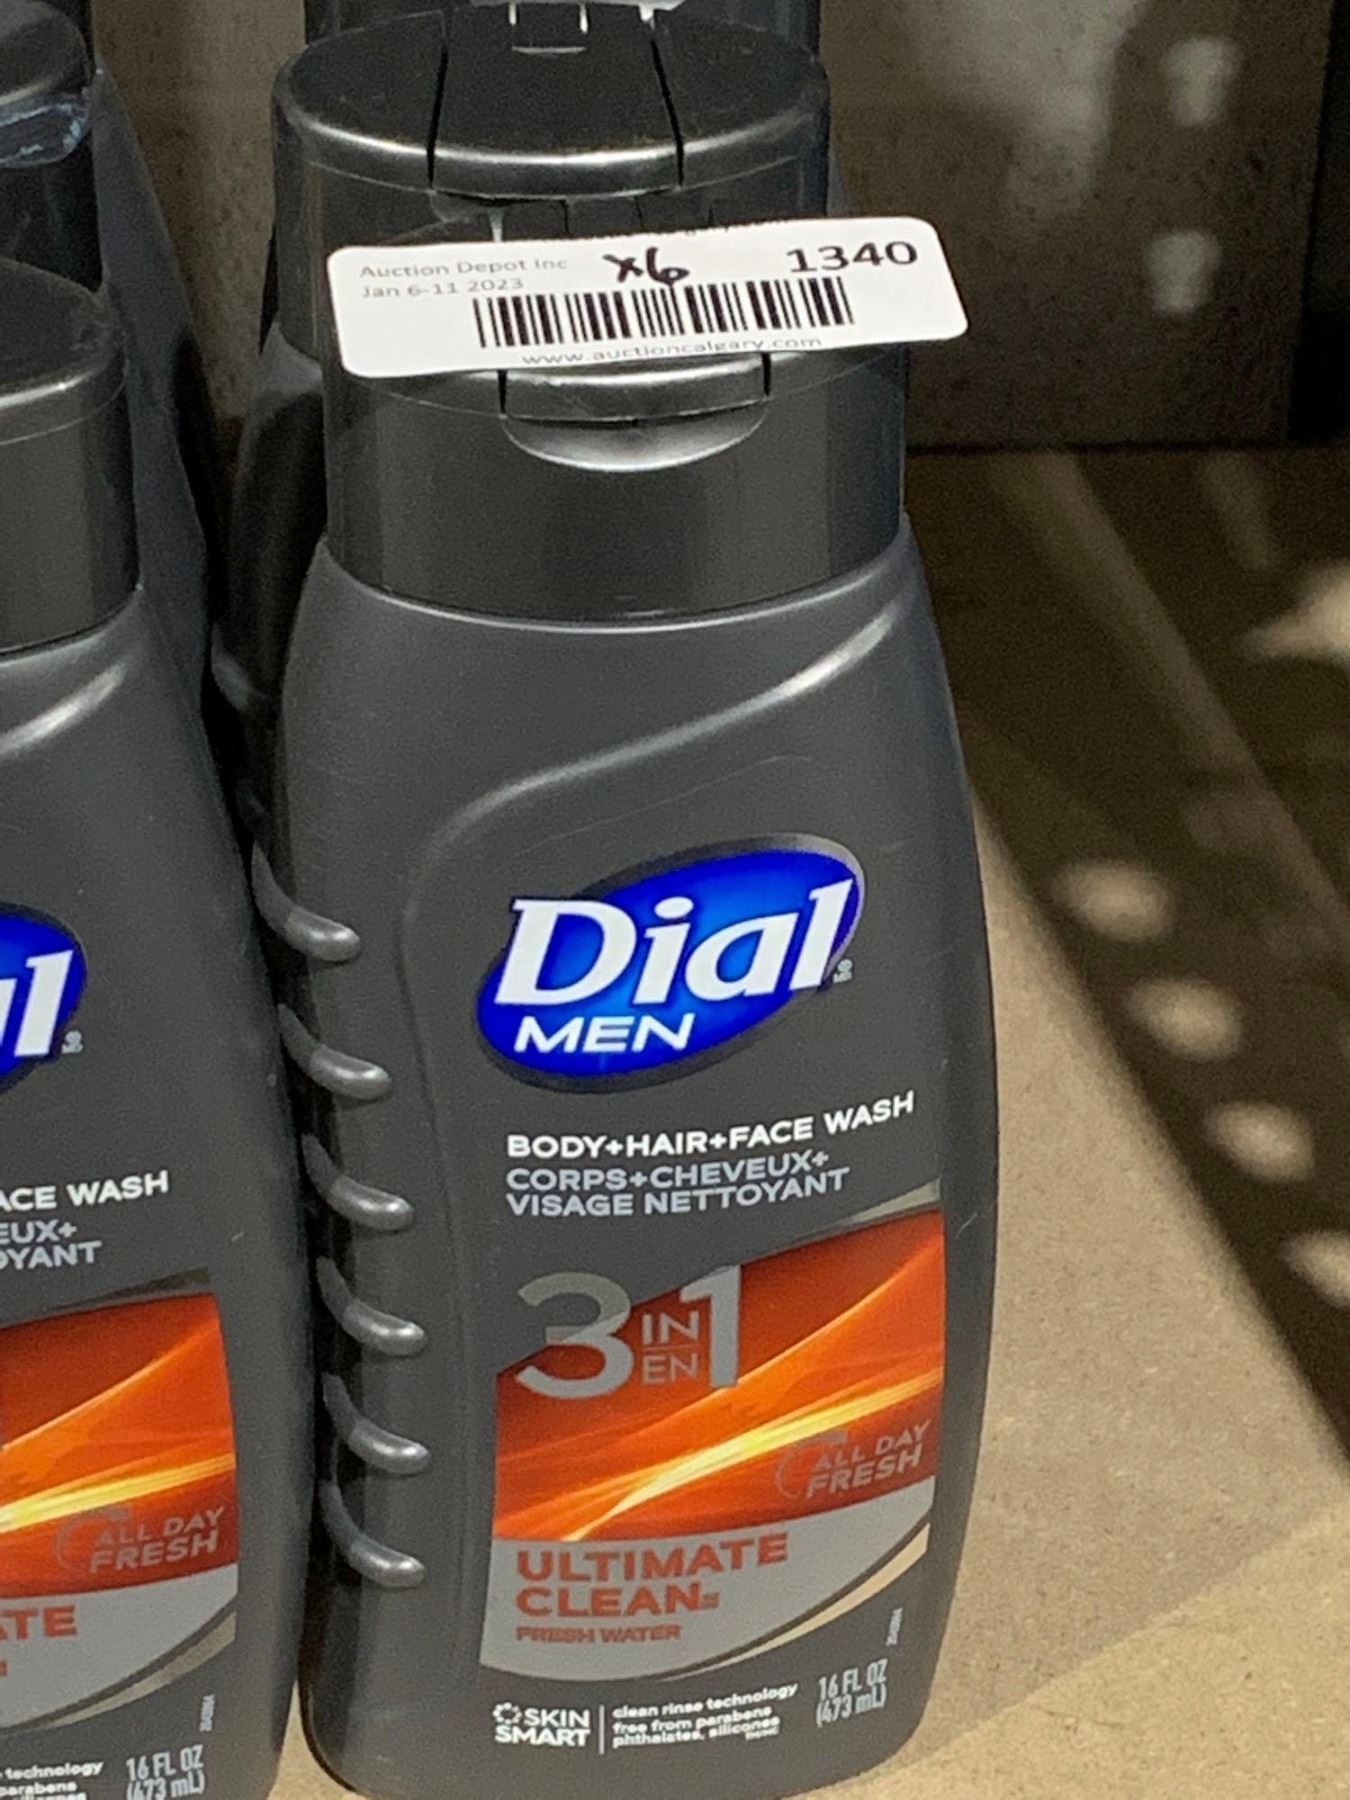 Auction Depot Inc x6 1340
Jan 6-11 2023
www.auctioncalgary.com
Dial
MEN
BODY+HAIR+FACE WASH
CORPS+CHEVEUX+
VISAGE NETTOYANT
3 IN
EN 1
ALL DAY
FRESH
ULTIMATE
CLEAN
FRESH WATER
SKIN
SMART
clean rinse technology
free from parabens
phthalates, silicones
16 FL OZ
(473 mL)
l
ACE WASH
EUX+
OYANT
ALL DAY
FRESH
ATE
technology
parabens
16 FL OZ
(473 mL)